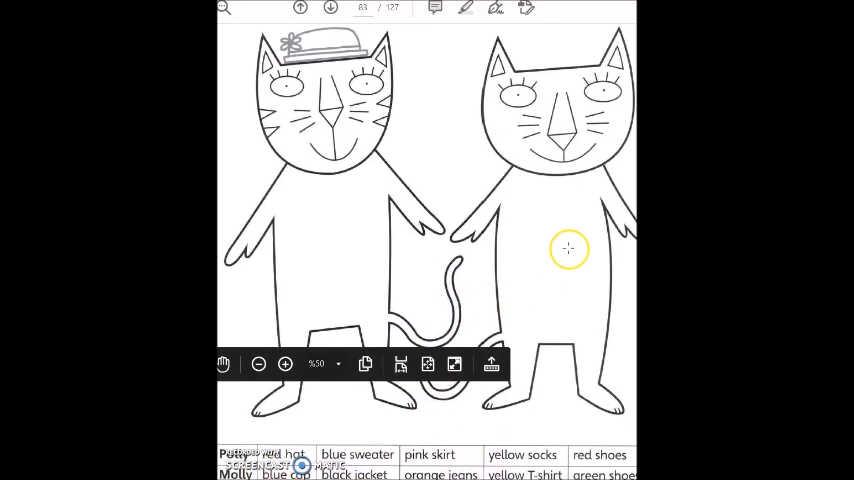 83 / 127
%50
Polly red hat blue sweater pink skirt yellow socks red shoes
RECORDED WITH
SCREENCAST MATIC
Molly blue cap black jacket orange jeans yellow T-shirt green shoes